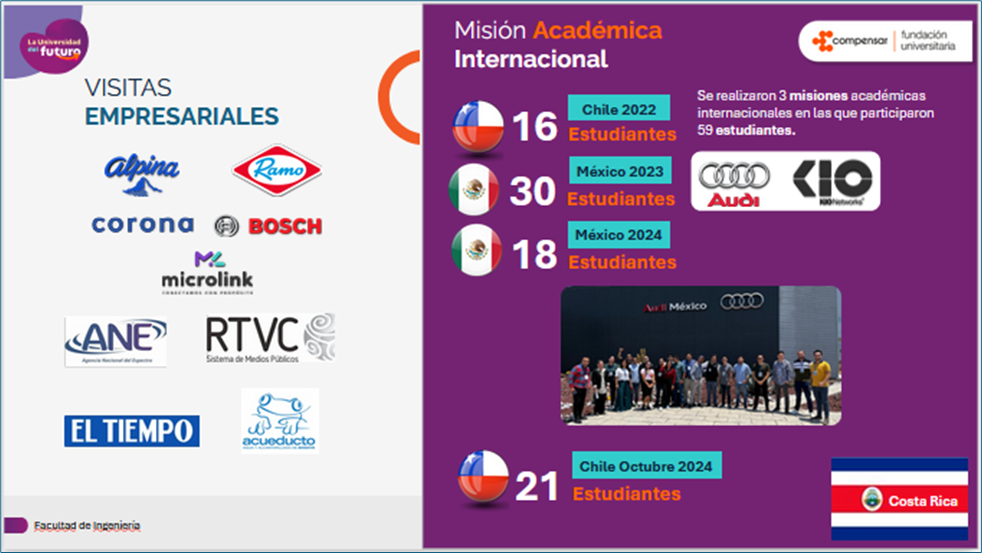 La Universidad
del futuro
VISITAS
EMPRESARIALES
Alpina
Ramo
corona
BOSCH
microlink
CONECTAMOS CON PROPÓSITO
ANE
Agencia Nacional del Espectro
RTVC
Sistema de Medios Públicos
EL TIEMPO
acueducto
Facultad de Ingeniería
Misión Académica
Internacional
compensar
fundación
universitaria
16
Chile 2022
Estudiantes
Se realizaron 3 misiones académicas
internacionales en las que participaron
59 estudiantes.
30
México 2023
Estudiantes
Audi
KIO
KIO Networks
18
México 2024
Estudiantes
Audi México
21
Chile Octubre 2024
Estudiantes
Costa Rica